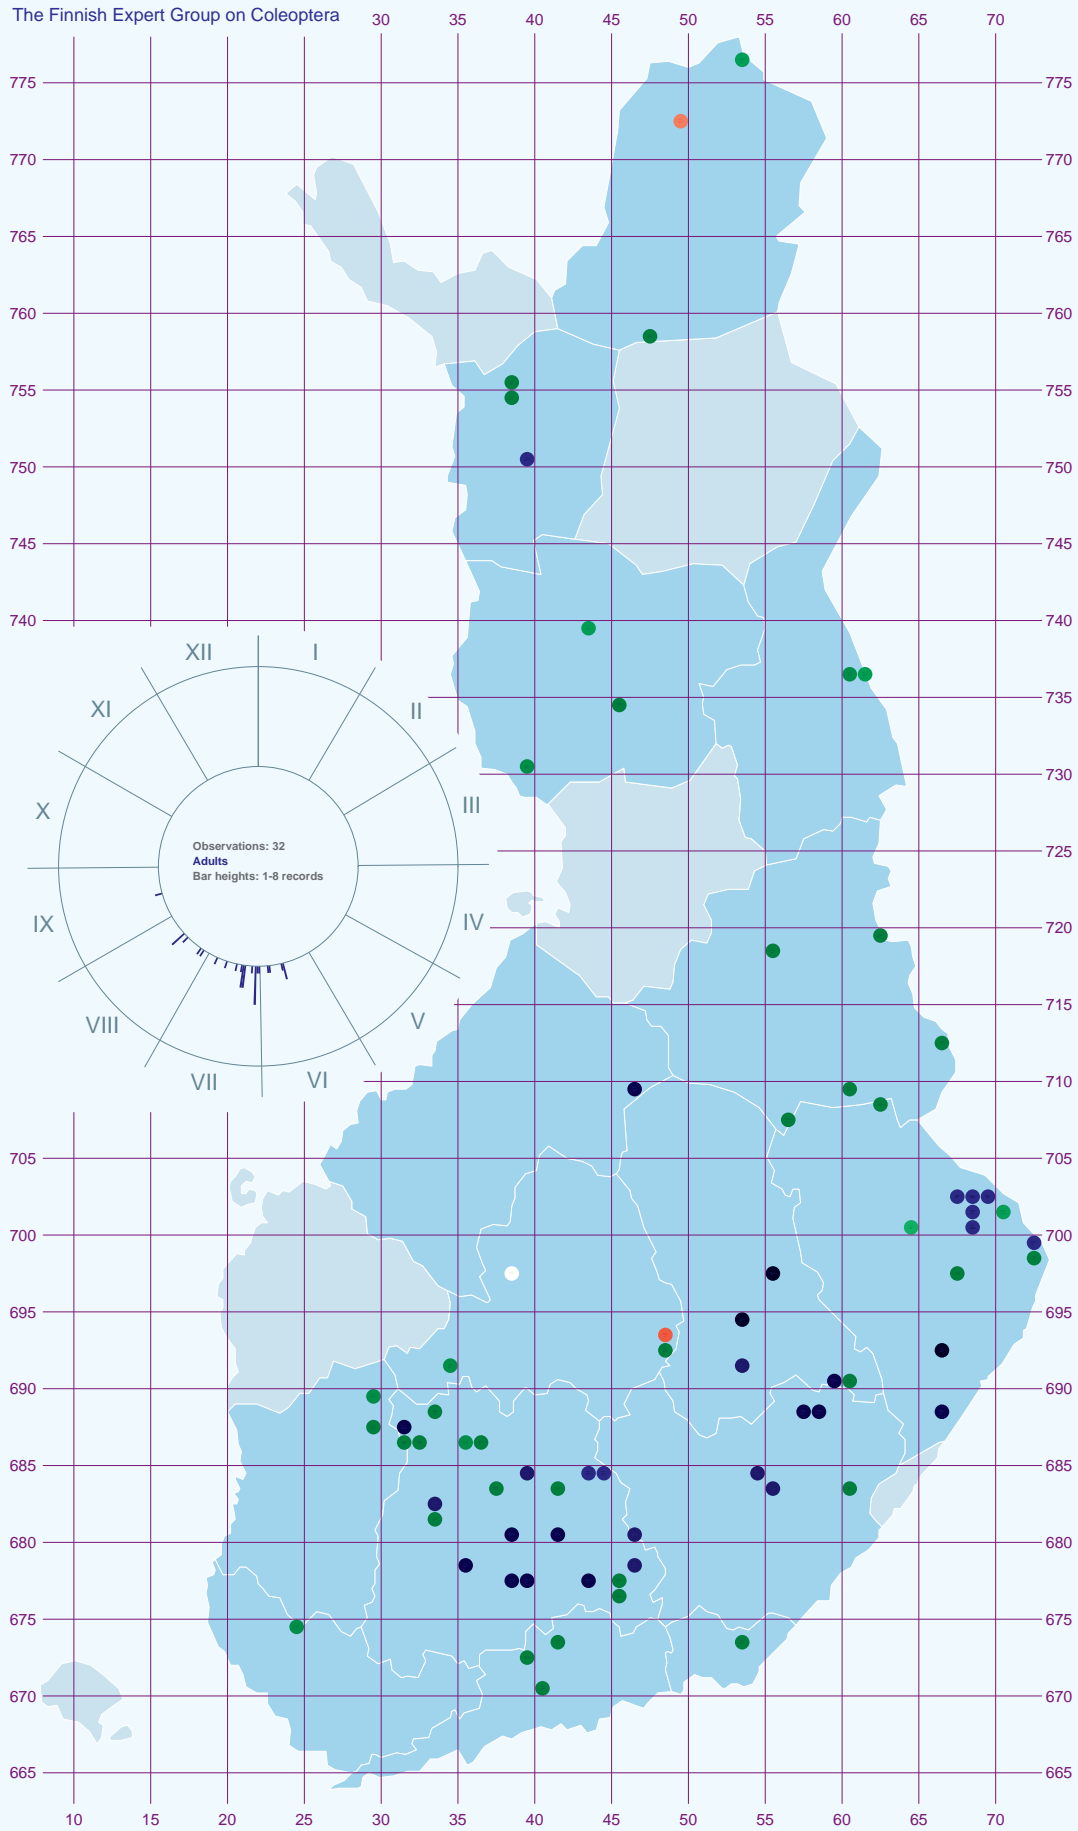 The Finnish Expert Group on Coleoptera
30 40 45 50 55 60 65 70
775 775
770 770
765 765
760 760
755 755
750 750
745 745
740 740
XII I
735
XI II
730
X III
Observations: 32
Adults
Bar heights: 1-8 records
725
IX IV
720
715
VIII V
VII VI
710
705 705
700 700
695 695
690 690
685 685
680 680
675 675
670 670
665 665
10 15 20 25 30 35 40 45 50 55 60 65 70